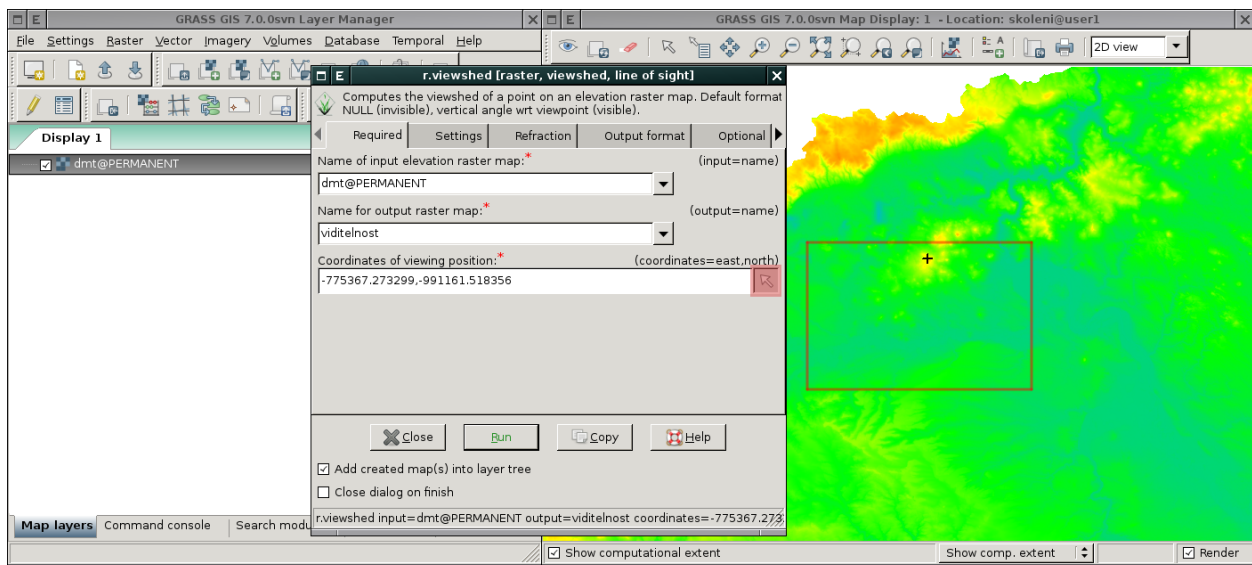 GRASS GIS 7.0.0svn Layer Manager
File Settings Raster Vector Imagery Volumes Database Temporal Help
Display 1
dmt@PERMANENT
Map layers Command console Search modu
E r.viewshed [raster, viewshed, line of sight]
Computes the viewshed of a point on an elevation raster map. Default format
NULL (invisible), vertical angle wrt viewpoint (visible).
Required Settings Refraction Output format Optional
Name of input elevation raster map:* (input=name)
dmt@PERMANENT
Name for output raster map:* (output=name)
viditelnost
Coordinates of viewing position:* (coordinates=east,north)
-775367.273299,-991161.518356
Close Run Copy Help
Add created map(s) into layer tree
Close dialog on finish
r.viewshed input=dmt@PERMANENT output=viditelnost coordinates=-775367.273
E GRASS GIS 7.0.0svn Map Display: 1 - Location: skoleni@user1
2D view
Show computational extent Show comp. extent Render